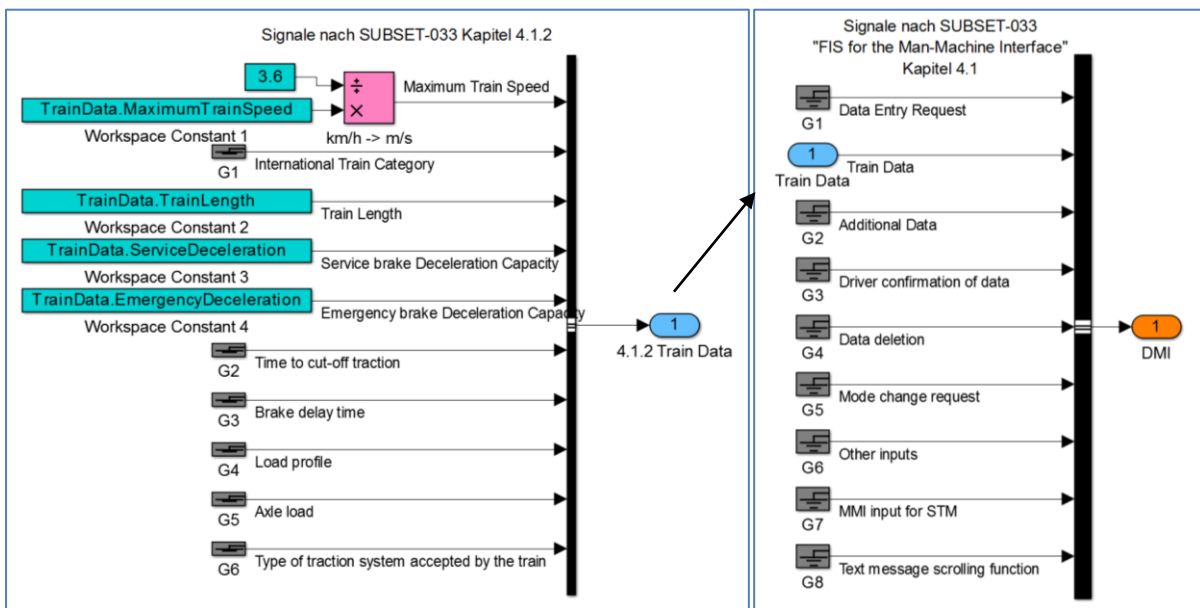 Signale nach SUBSET-033 Kapitel 4.1.2
3.6
÷
×
Maximum Train Speed
TrainData.MaximumTrainSpeed
Workspace Constant 1
km/h -> m/s
G1
International Train Category
TrainData.TrainLength
Workspace Constant 2
Train Length
TrainData.ServiceDeceleration
Workspace Constant 3
Service brake Deceleration Capacity
TrainData.EmergencyDeceleration
Workspace Constant 4
Emergency brake Deceleration Capacity
G2
Time to cut-off traction
G3
Brake delay time
G4
Load profile
G5
Axle load
G6
Type of traction system accepted by the train
1
4.1.2 Train Data
Signale nach SUBSET-033
"FIS for the Man-Machine Interface"
Kapitel 4.1
G1
Data Entry Request
1
Train Data
Train Data
G2
Additional Data
G3
Driver confirmation of data
G4
Data deletion
G5
Mode change request
G6
Other inputs
G7
MMI input for STM
G8
Text message scrolling function
1
DMI